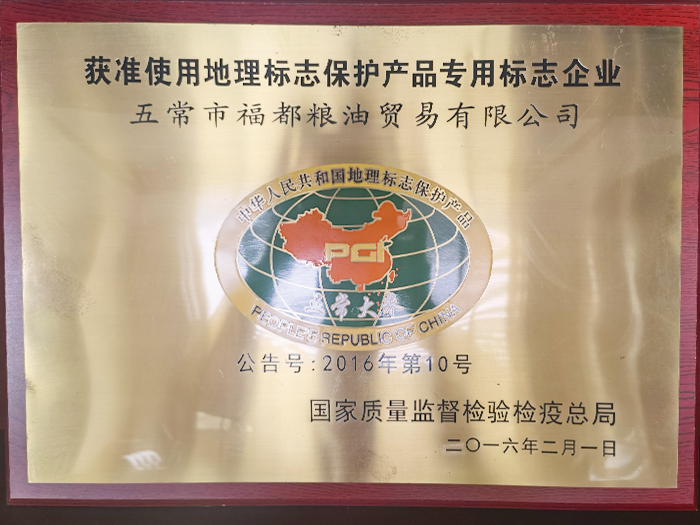 获准使用地理标志保护产品专用标志企业
五常市福都粮油贸易有限公司
中华人民共和国地理标志保护产品
PGI
五常大米
PEOPLE'S REPUBLIC OF CHINA
公告号:2016年第10号
国家质量监督检验检疫总局
二〇一六年二月一日